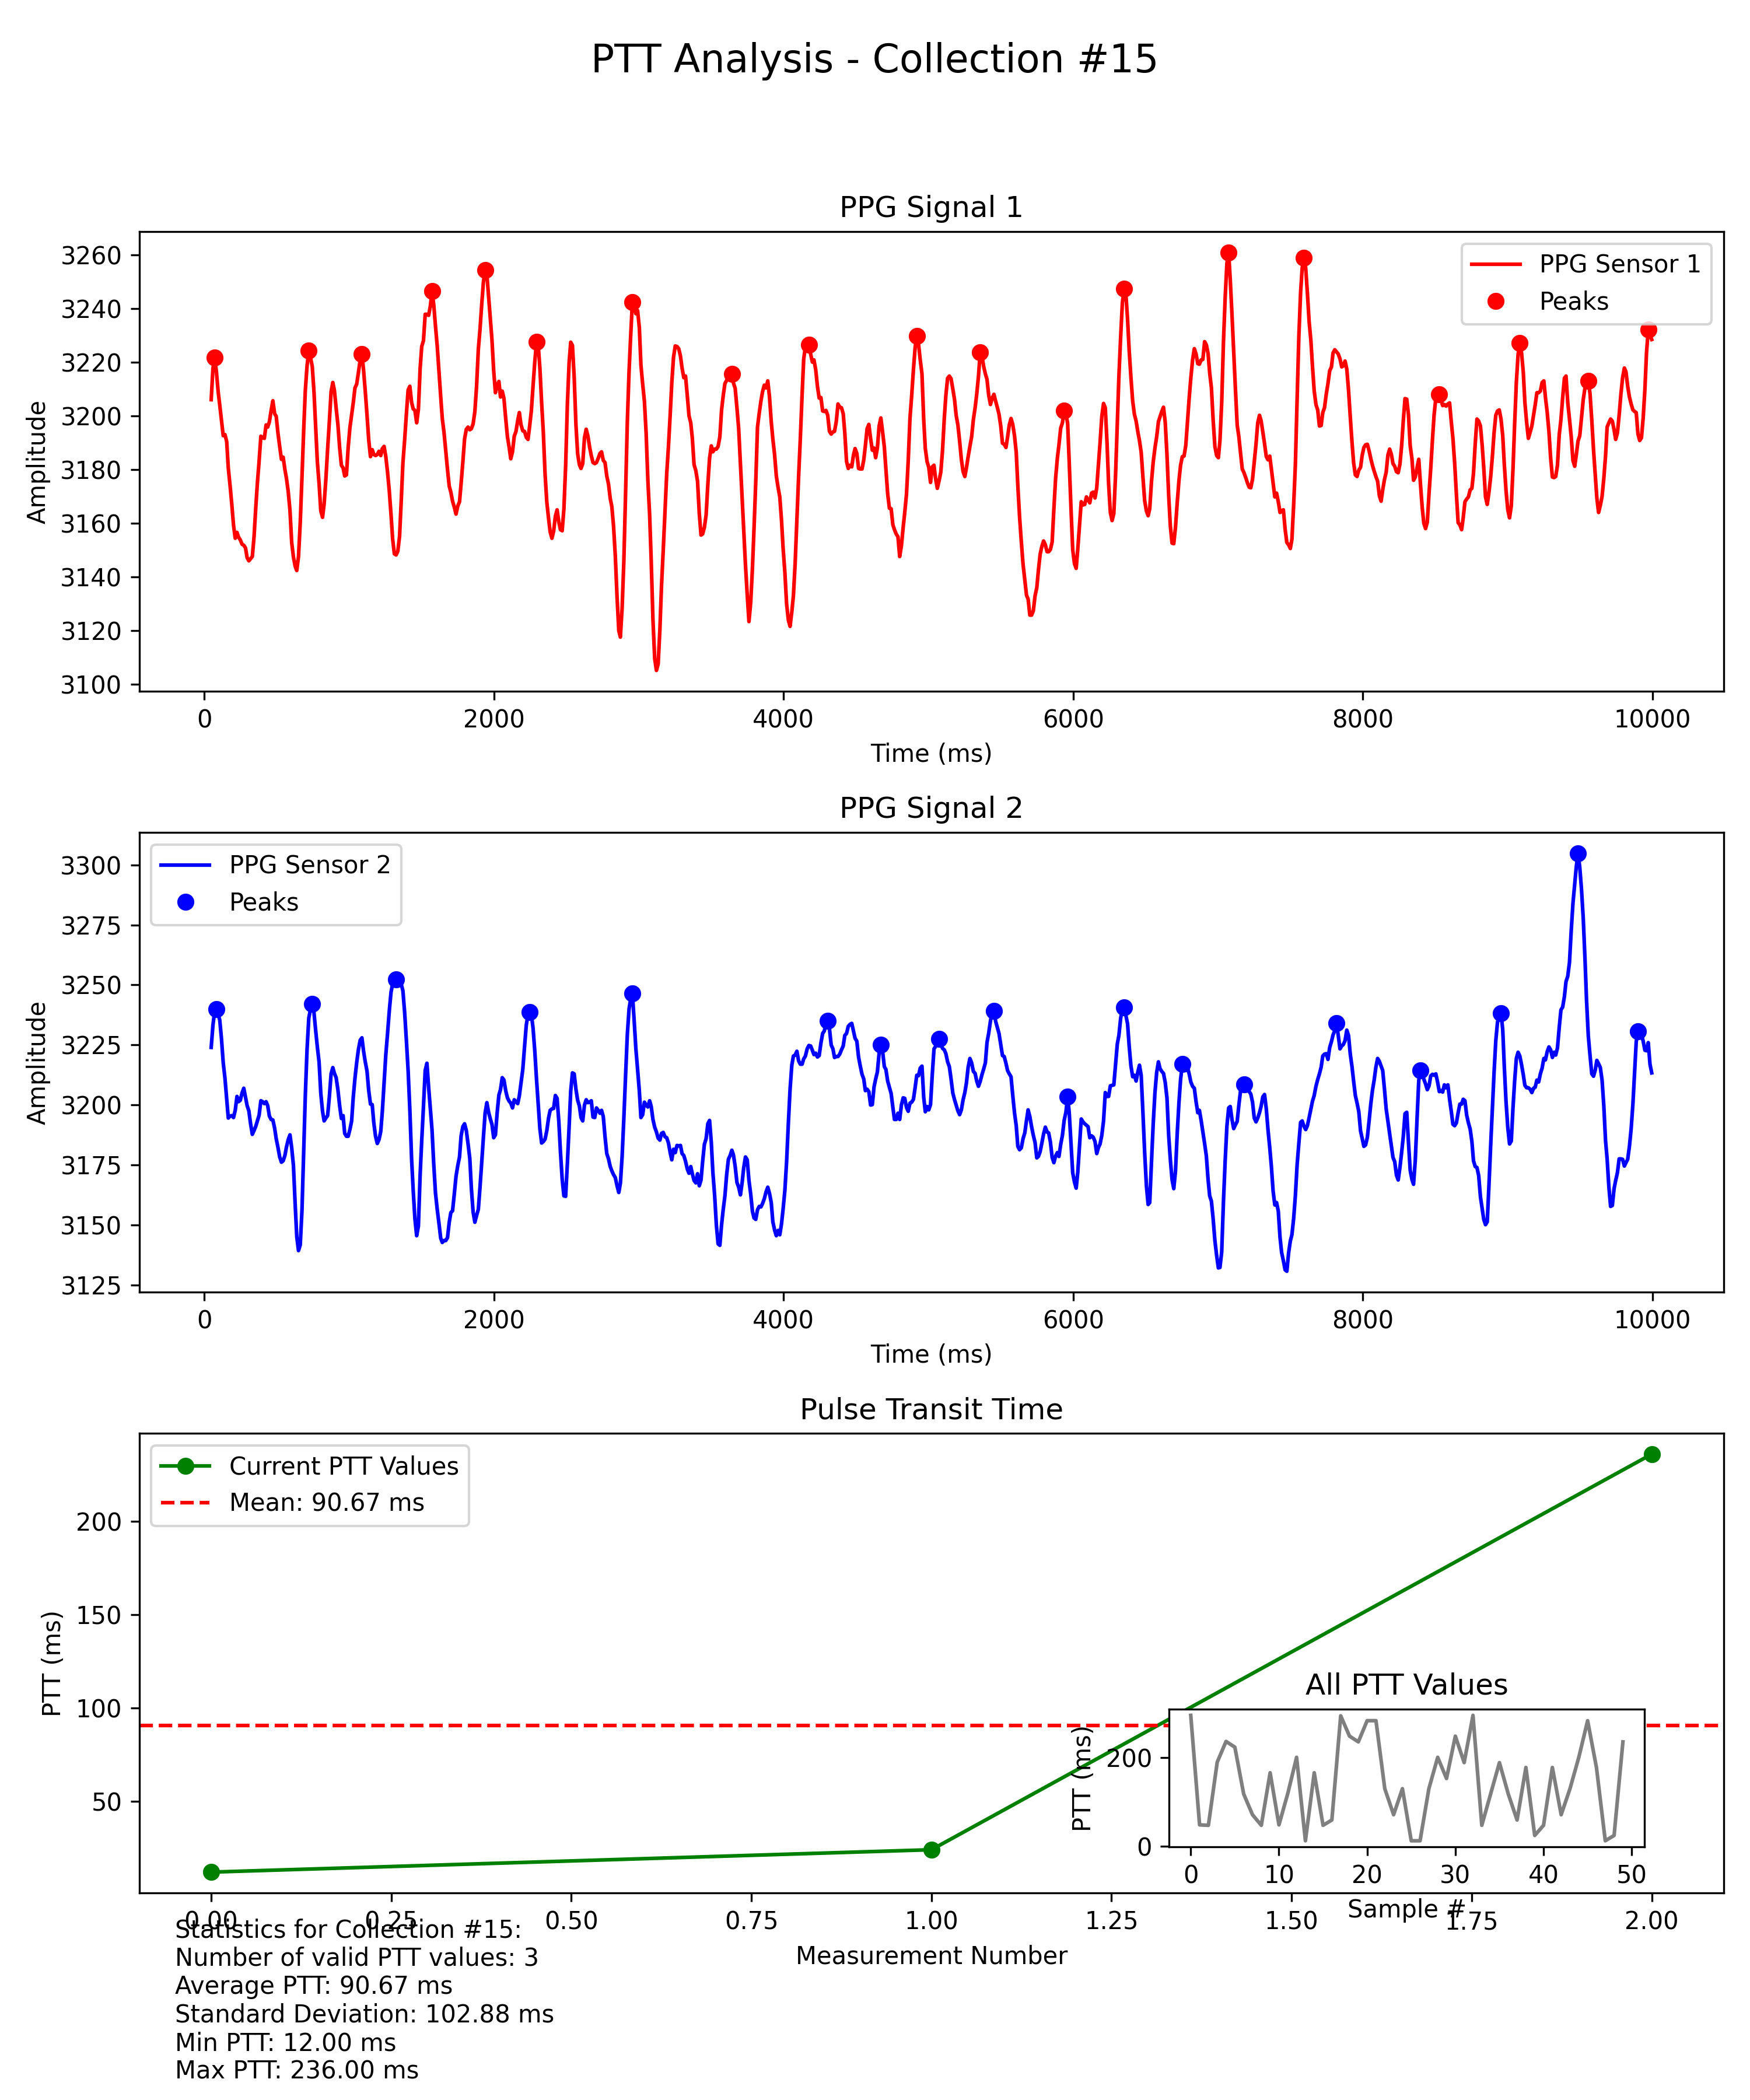 PTT Analysis - Collection #15
PPG Signal 1
3260
3240
3220
3200
3180
3160
3140
3120
3100
Amplitude
PPG Sensor 1
Peaks
0 2000 4000 6000 8000 10000
Time (ms)
PPG Signal 2
3300
3275
3250
3225
3200
3175
3150
3125
Amplitude
PPG Sensor 2
Peaks
0 2000 4000 6000 8000 10000
Time (ms)
Pulse Transit Time
200
150
100
50
PTT (ms)
Current PTT Values
Mean: 90.67 ms
All PTT Values
PTT (ms)
200
0
0 10 20 30 40 50
Sample #
0.00 0.25 0.50 0.75 1.00 1.25 1.50 1.75 2.00
Measurement Number
Statistics for Collection #15:
Number of valid PTT values: 3
Average PTT: 90.67 ms
Standard Deviation: 102.88 ms
Min PTT: 12.00 ms
Max PTT: 236.00 ms